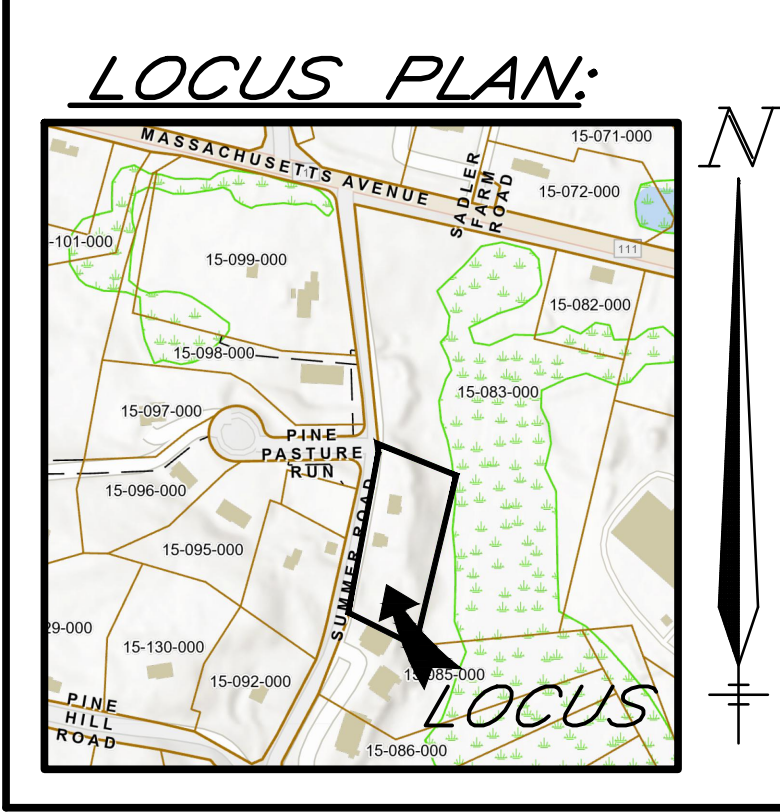 LOCUS PLAN:
N
MASSACHUSETTS AVENUE
SADLER
FARM
ROAD
15-071-000
15-072-000
-101-000
15-099-000
111
15-082-000
15-098-000
15-083-000
15-097-000
PINE
PASTURE
RUN
15-096-000
SUMMER ROAD
15-095-000
29-000
15-130-000
15-092-000
15-085-000
LOCUS
PINE
HILL
ROAD
15-086-000